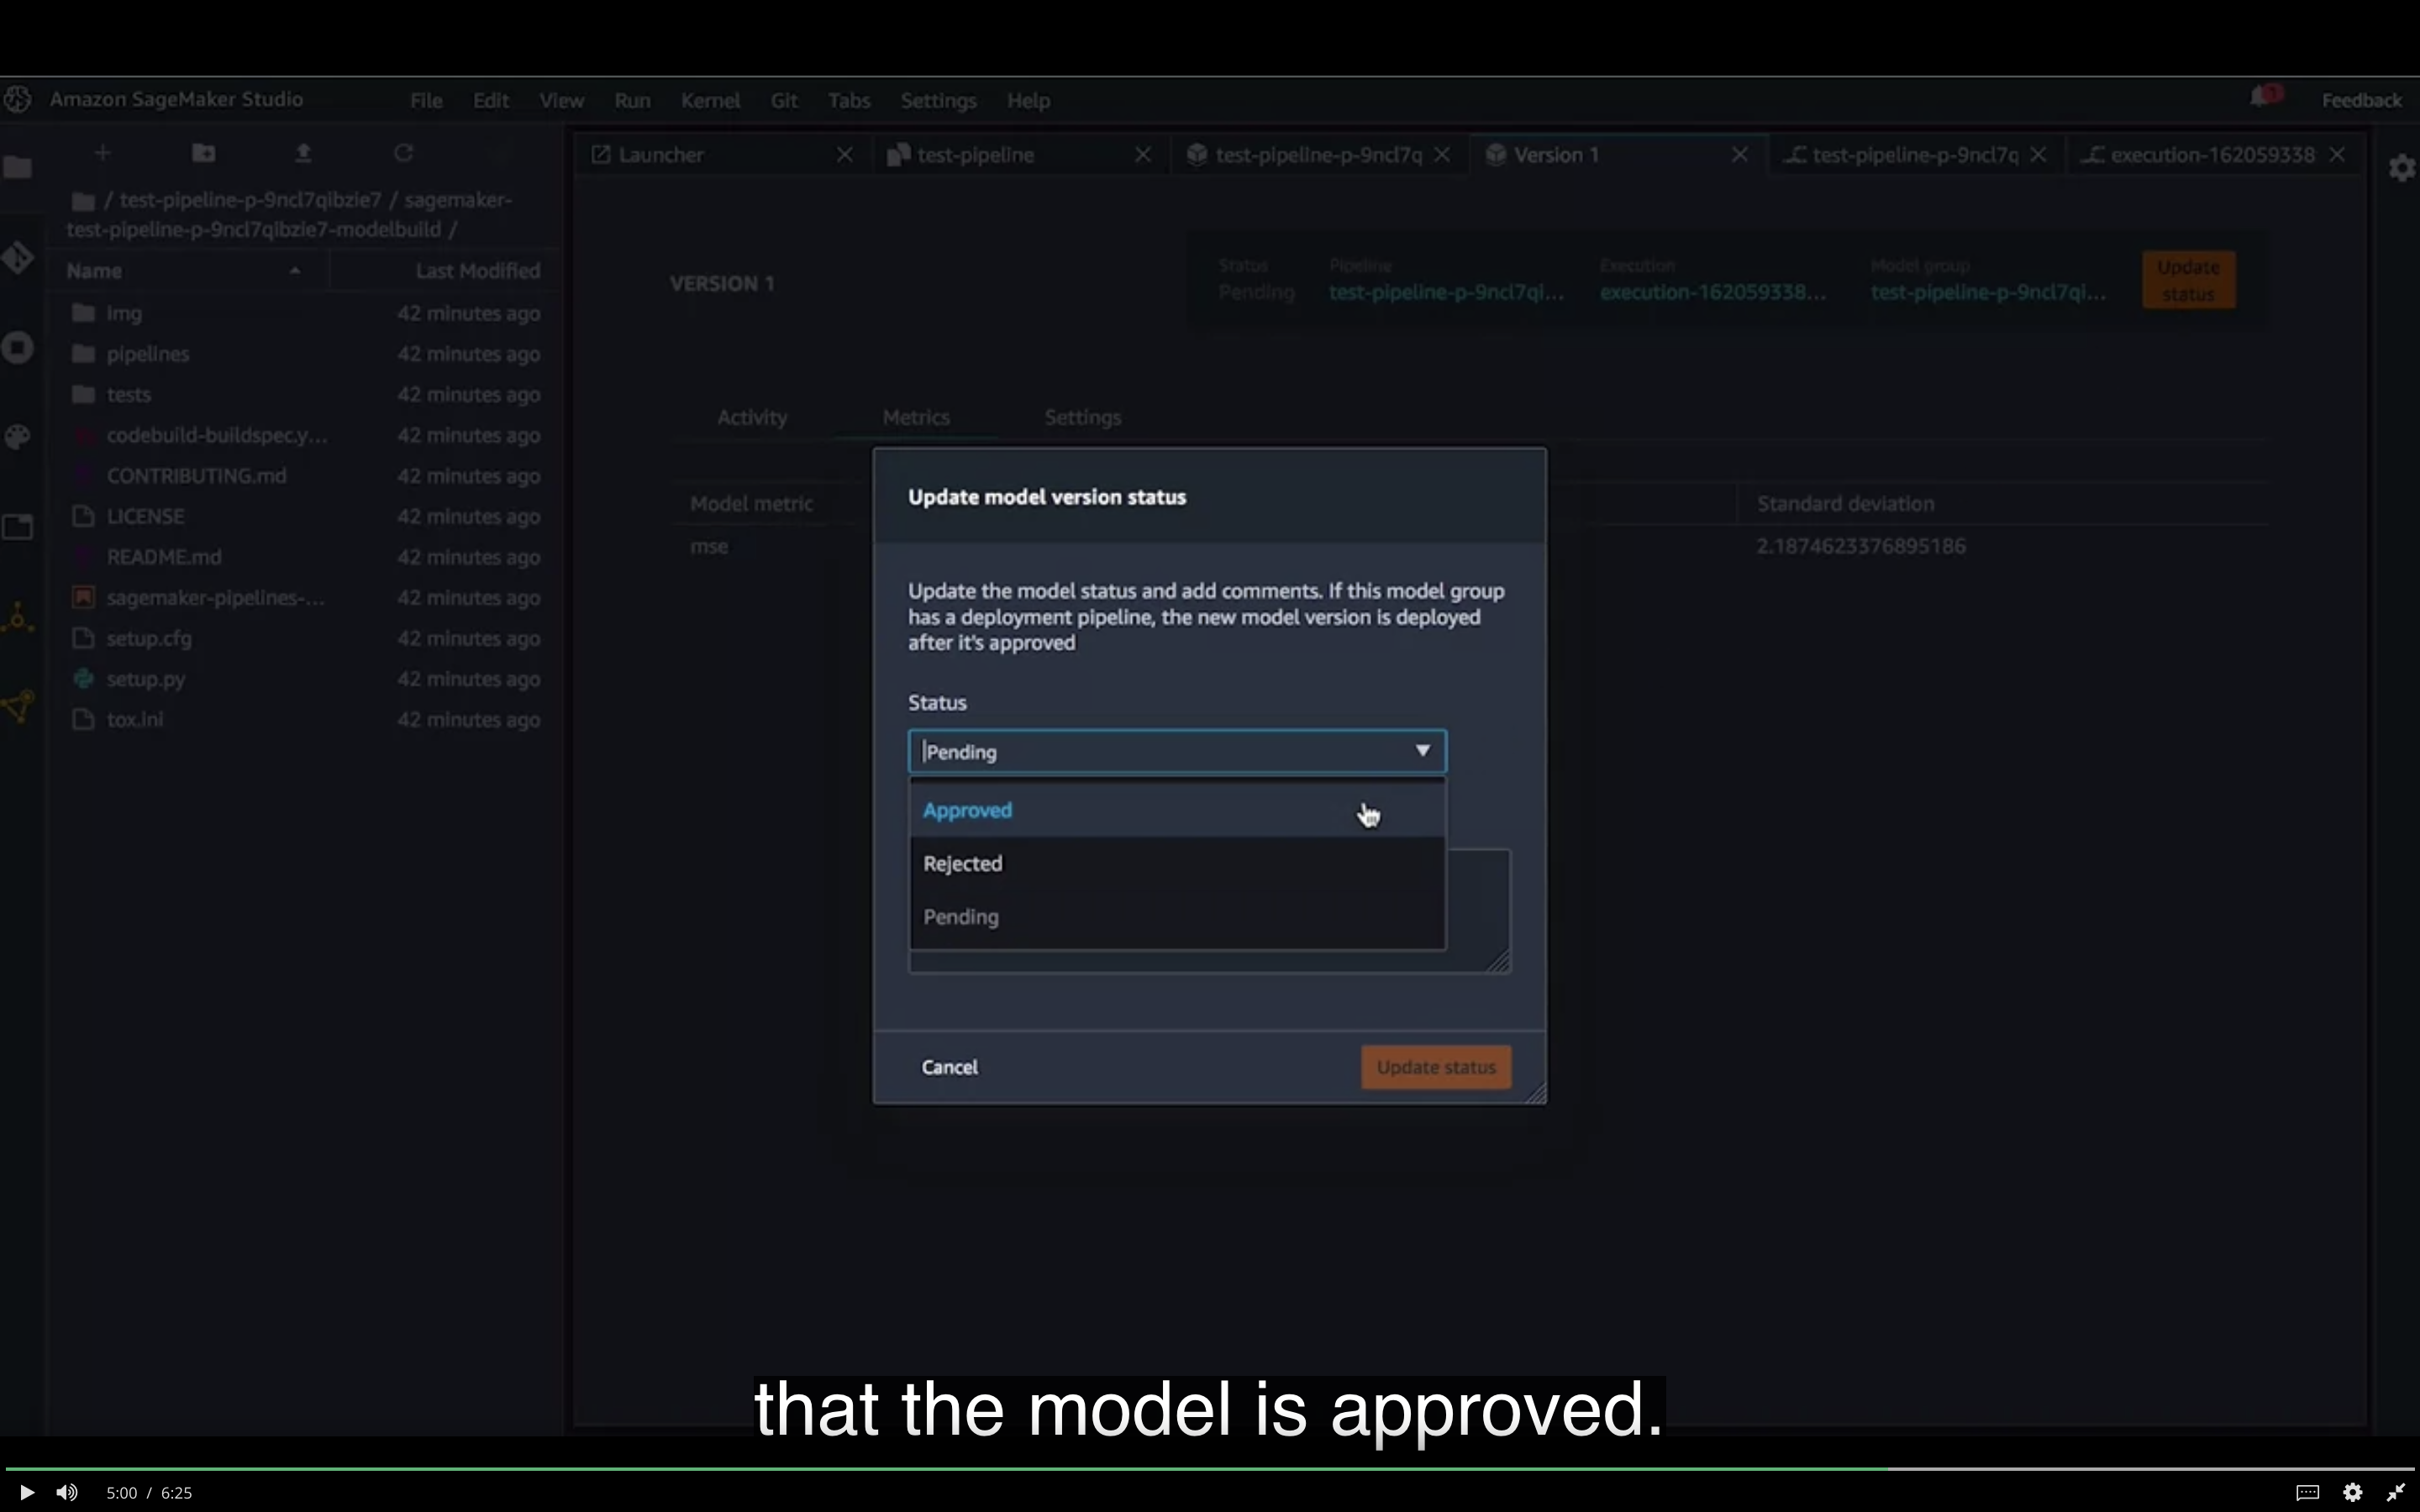 Amazon SageMaker Studio File Edit View Run Kernel Git Tabs Settings Help 1 Feedback
Launcher test-pipeline test-pipeline-p-9ncl7q Version 1 test-pipeline-p-9ncl7q execution-162059338
/ test-pipeline-p-9ncl7qibzie7 / sagemaker-
test-pipeline-p-9ncl7qibzie7-modelbuild /
Name Last Modified
img 42 minutes ago
pipelines 42 minutes ago
tests 42 minutes ago
codebuild-buildspec.y... 42 minutes ago
CONTRIBUTING.md 42 minutes ago
LICENSE 42 minutes ago
README.md 42 minutes ago
sagemaker-pipelines-... 42 minutes ago
setup.cfg 42 minutes ago
setup.py 42 minutes ago
tox.ini 42 minutes ago
VERSION 1
Status Pipeline Execution Model group
Pending test-pipeline-p-9ncl7qi... execution-162059338... test-pipeline-p-9ncl7qi...
Update
status
Activity Metrics Settings
Model metric Standard deviation
mse 2.1874623376895186
Update model version status
Update the model status and add comments. If this model group
has a deployment pipeline, the new model version is deployed
after it's approved
Status
Pending
Approved
Rejected
Pending
Cancel Update status
that the model is approved.
5:00 / 6:25